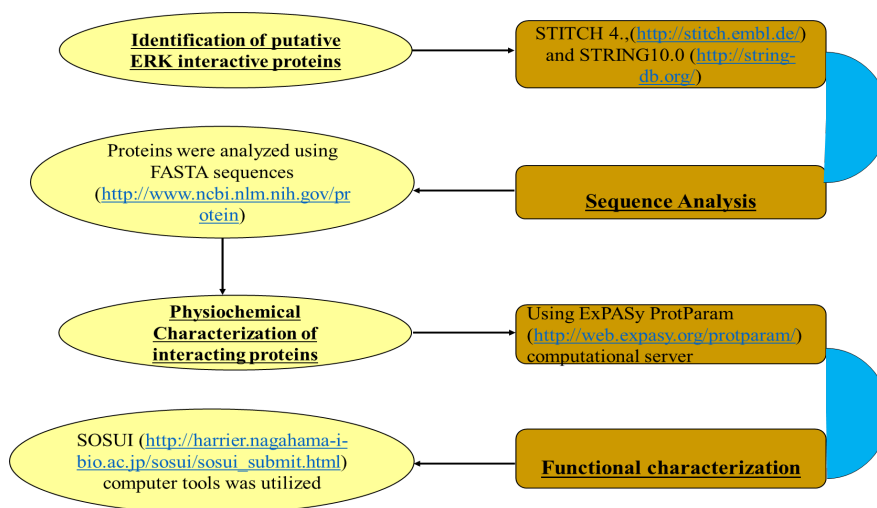 Identification of putative
ERK interactive proteins
STITCH 4.,(http://stitch.embl.de/)
and STRING10.0 (http://string-
db.org/)
Proteins were analyzed using
FASTA sequences
(http://www.ncbi.nlm.nih.gov/pr
otein)
Sequence Analysis
Physiochemical
Characterization of
interacting proteins
Using ExPASy ProtParam
(http://web.expasy.org/protparam/)
computational server
SOSUI (http://harrier.nagahama-i-
bio.ac.jp/sosui/sosui_submit.html)
computer tools was utilized
Functional characterization